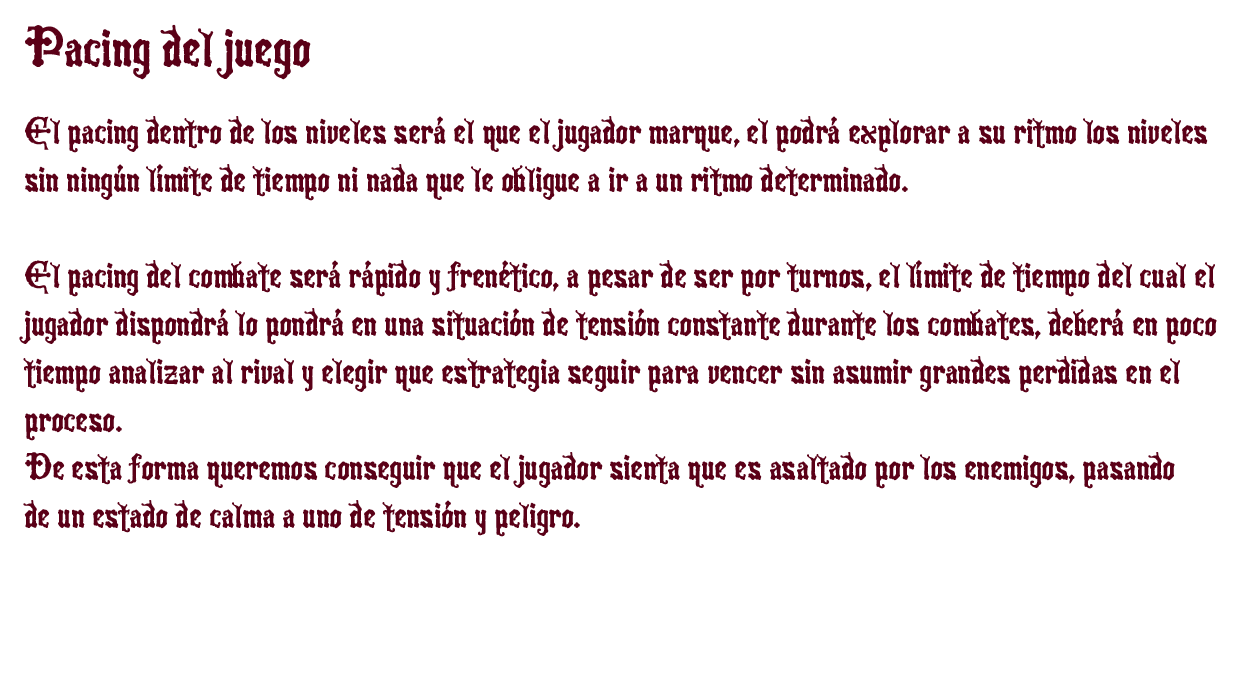 Pacing del juego
El pacing dentro de los niveles será el que el jugador marque, el podrá explorar a su ritmo los niveles
sin ningún límite de tiempo ni nada que le obligue a ir a un ritmo determinado.
El pacing del combate será rápido y frenético, a pesar de ser por turnos, el límite de tiempo del cual el
jugador dispondrá lo pondrá en una situación de tensión constante durante los combates, deberá en poco
tiempo analizar al rival y elegir que estrategia seguir para vencer sin asumir grandes perdidas en el
proceso.
De esta forma queremos conseguir que el jugador sienta que es asaltado por los enemigos, pasando
de un estado de calma a uno de tensión y peligro.